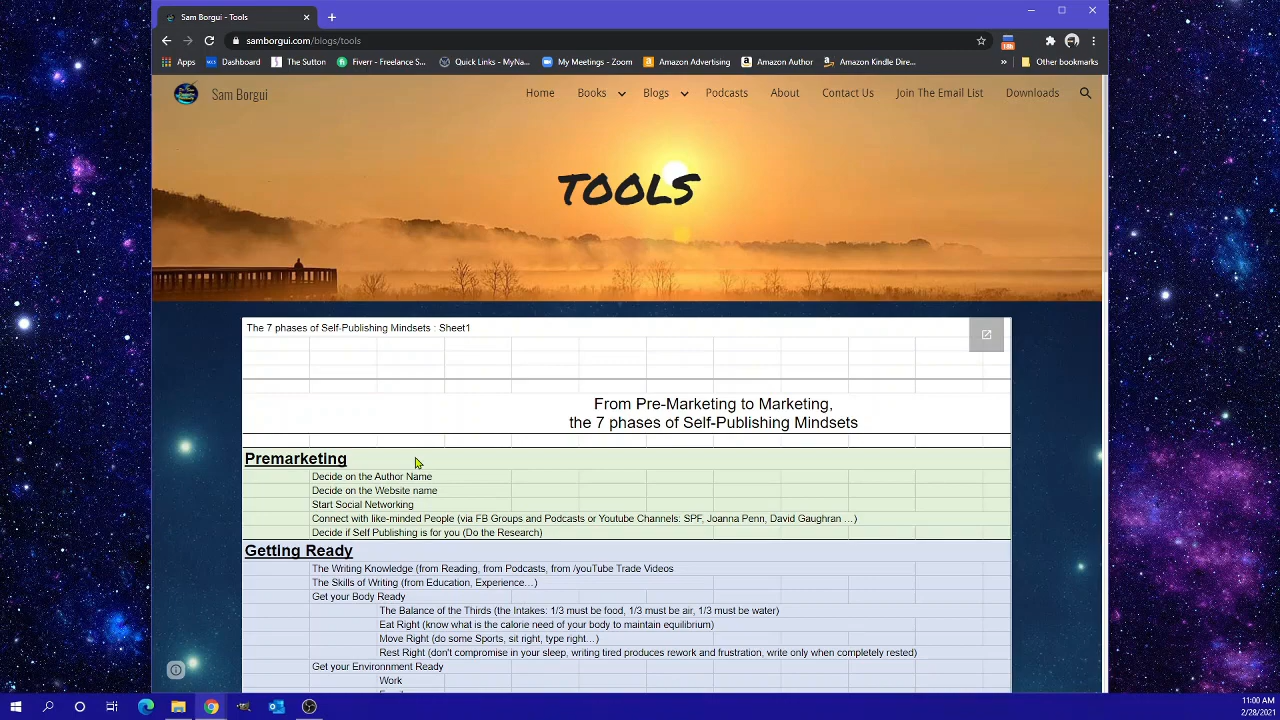 Sam Borgui - Tools
samborgui.com/blogs/tools
Apps
Dashboard
The Sutton
Fiverr - Freelance S...
Quick Links - MyNa...
My Meetings - Zoom
Amazon Advertising
Amazon Author
Amazon Kindle Dire...
»
Other bookmarks
Sam Borgui
Home
Books
Blogs
Podcasts
About
Contact Us
Join The Email List
Downloads
TOOLS
The 7 phases of Self-Publishing Mindsets : Sheet1
From Pre-Marketing to Marketing,
the 7 phases of Self-Publishing Mindsets
Premarketing
Decide on the Author Name
Decide on the Website name
Start Social Networking
Connect with like-minded People (via FB Groups and Podcasts or Youtube Channels: SPF, Joanna Penn, David Gaughran ...)
Decide if Self Publishing is for you (Do the Research)
Getting Ready
The Writing Knowledge (from Reading, from Podcasts, from /youTube Trade Videos
The Skills of Writing (from Education, Experience...)
Get your Body Ready
The Balance of the Thirds (the Intakes: 1/3 must be food, 1/3 must be air, 1/3 must be water)
Eat Right (know what is the calorie need of your body to maintain equilibrium)
Move Right (do some Sports, sit right, type right...)
Rest Right (don't compromise in your sleep, writing tired produces rework and frustration, write only when completely rested)
Get your Environnment Ready
Work
11:00 AM
2/28/2021